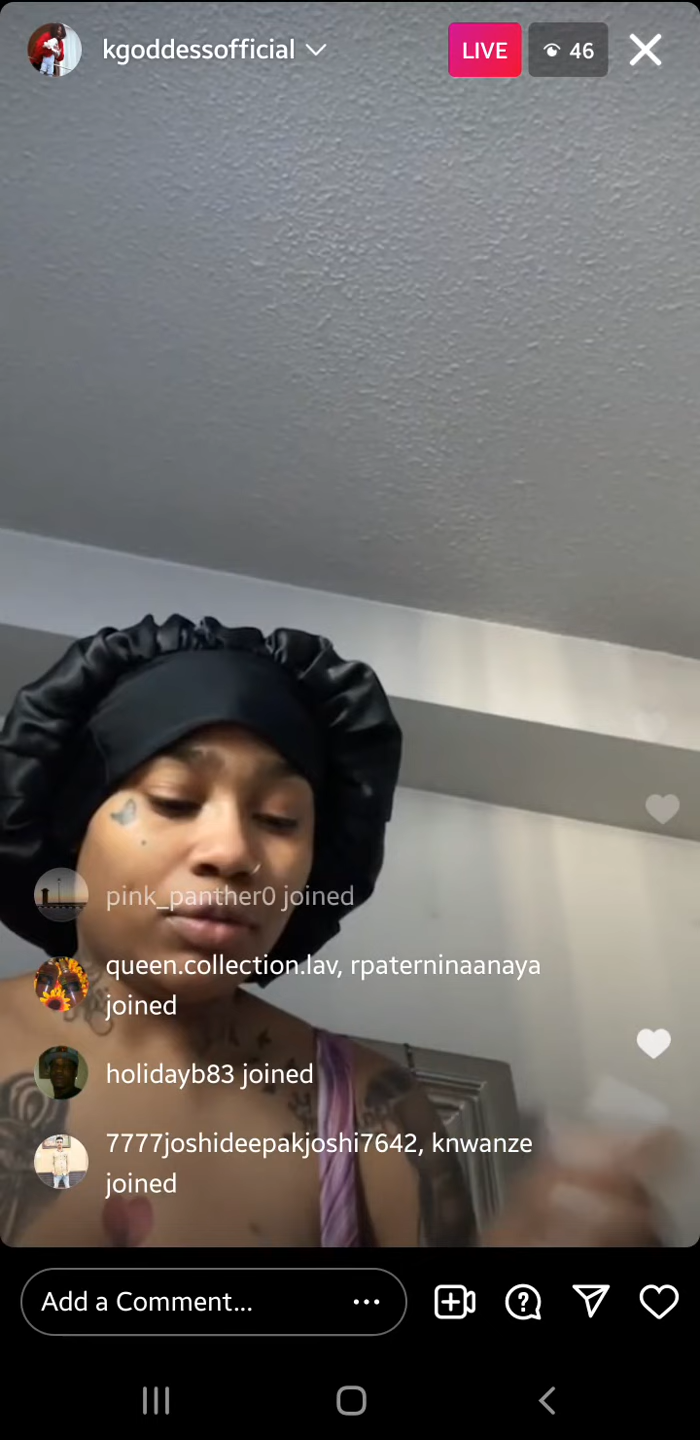 kgoddessofficial
LIVE
46
pink_panther0 joined
queen.collection.lav, rpaterninaanaya
joined
holidayb83 joined
7777joshideepakjoshi7642, knwanze
joined
Add a Comment...